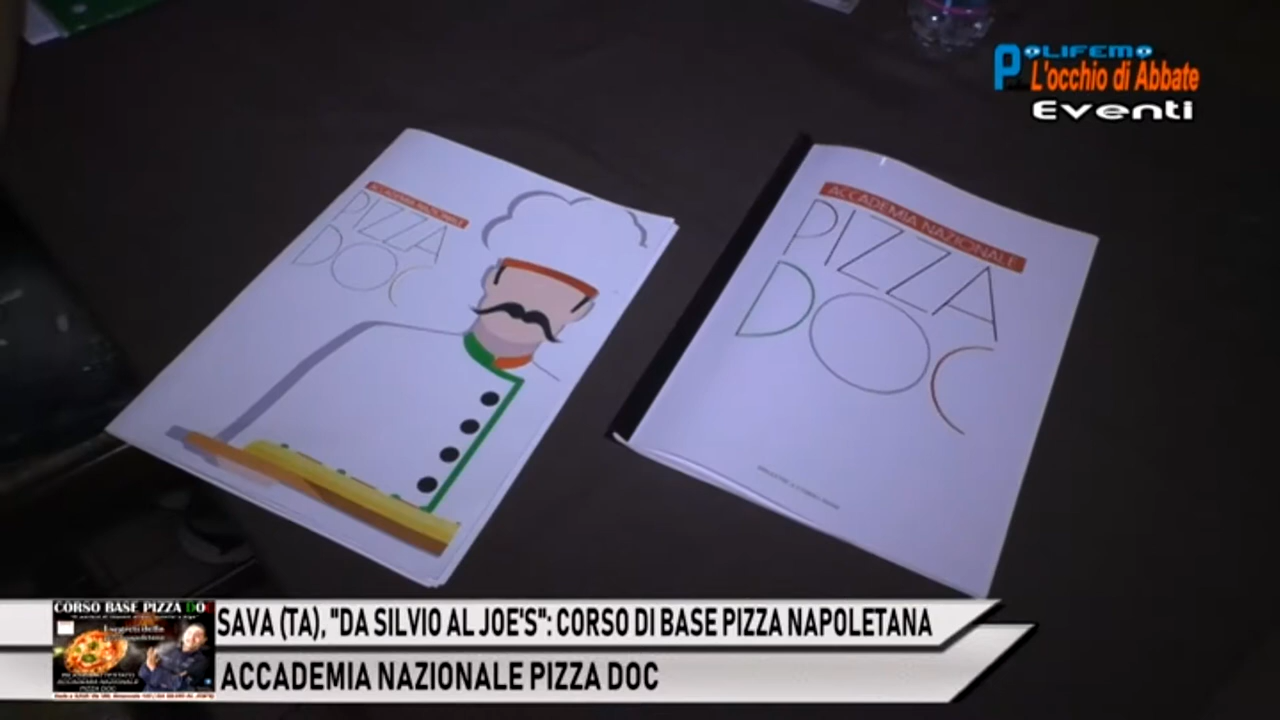 POLIFEMO
L'occhio di Abbate
Eventi
ACCADEMIA NAZIONALE
PIZZA
DOC
ACCADEMIA NAZIONALE
PIZZA
DOC
CORSO BASE PIZZA DOC
SAVA (TA), "DA SILVIO AL JOE'S": CORSO DI BASE PIZZA NAPOLETANA
ACCADEMIA NAZIONALE PIZZA DOC